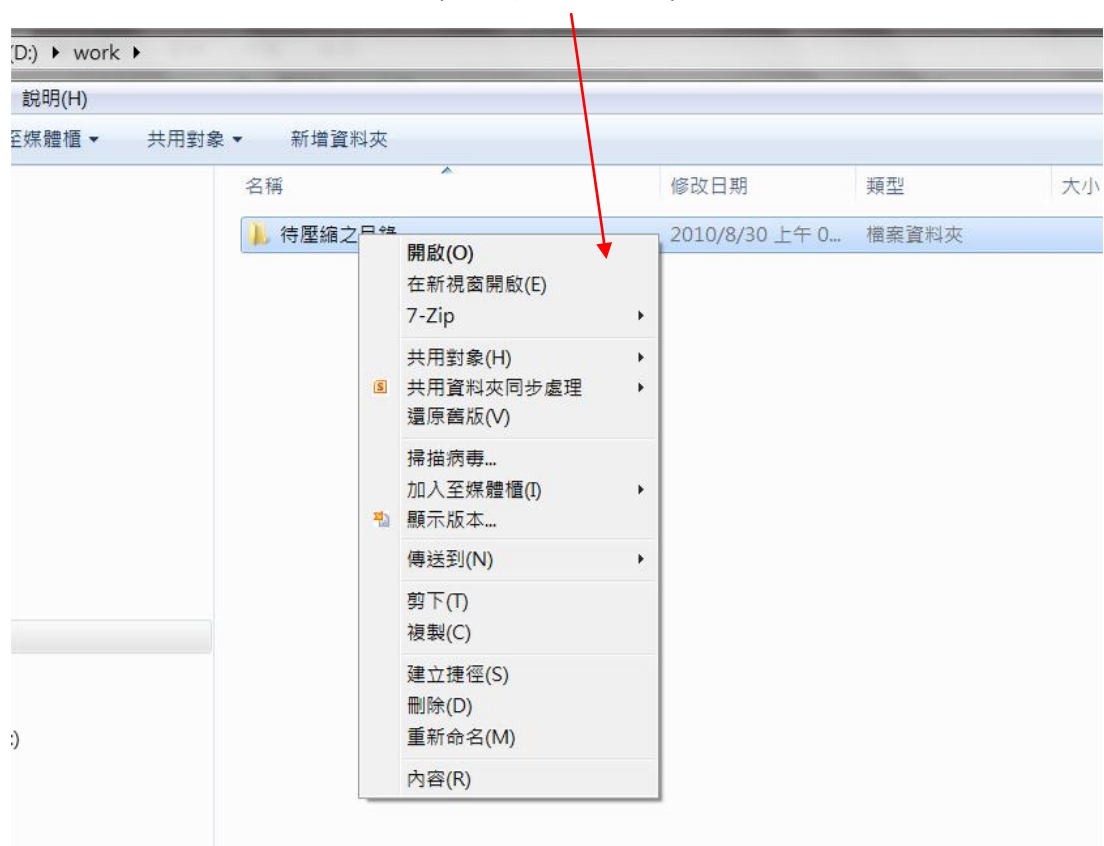 (D:) ▸ work ▸
說明(H)
至媒體櫃 ▾ 共用對象 ▾ 新增資料夾
名稱 修改日期 類型 大小
待壓縮之目錄 2010/8/30 上午 0... 檔案資料夾
開啟(O)
在新視窗開啟(E)
7-Zip
共用對象(H)
共用資料夾同步處理
還原舊版(V)
掃描病毒...
加入至媒體櫃(I)
顯示版本...
傳送到(N)
剪下(T)
複製(C)
建立捷徑(S)
刪除(D)
重新命名(M)
內容(R)
:)